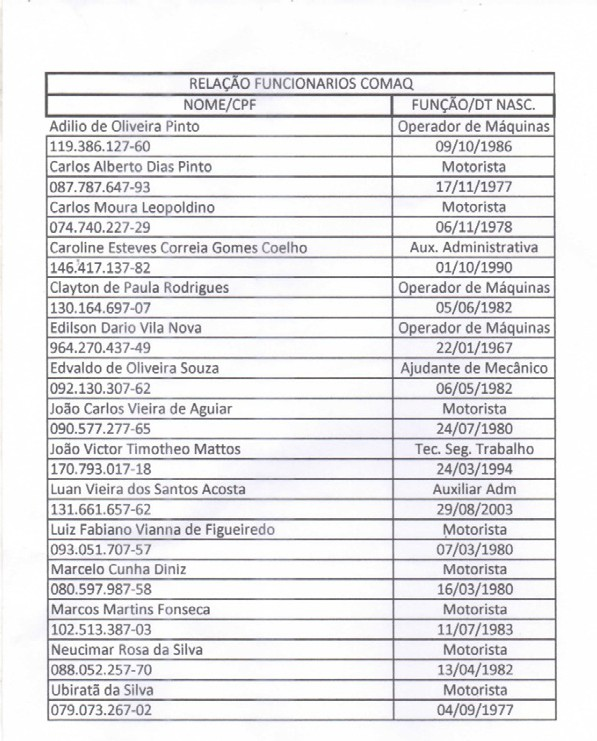 RELAÇÃO FUNCIONARIOS COMAQ
NOME/CPF FUNÇÃO/DT NASC.
Adilio de Oliveira Pinto Operador de Máquinas
119.386.127-60 09/10/1986
Carlos Alberto Dias Pinto Motorista
087.787.647-93 17/11/1977
Carlos Moura Leopoldino Motorista
074.740.227-29 06/11/1978
Caroline Esteves Correia Gomes Coelho Aux. Administrativa
146.417.137-82 01/10/1990
Clayton de Paula Rodrigues Operador de Máquinas
130.164.697-07 05/06/1982
Edilson Dario Vila Nova Operador de Máquinas
964.270.437-49 22/01/1967
Edvaldo de Oliveira Souza Ajudante de Mecânico
092.130.307-62 06/05/1982
João Carlos Vieira de Aguiar Motorista
090.577.277-65 24/07/1980
João Victor Timotheo Mattos Tec. Seg. Trabalho
170.793.017-18 24/03/1994
Luan Vieira dos Santos Acosta Auxiliar Adm
131.661.657-62 29/08/2003
Luiz Fabiano Vianna de Figueiredo Motorista
093.051.707-57 07/03/1980
Marcelo Cunha Diniz Motorista
080.597.987-58 16/03/1980
Marcos Martins Fonseca Motorista
102.513.387-03 11/07/1983
Neucimar Rosa da Silva Motorista
088.052.257-70 13/04/1982
Ubiratã da Silva Motorista
079.073.267-02 04/09/1977